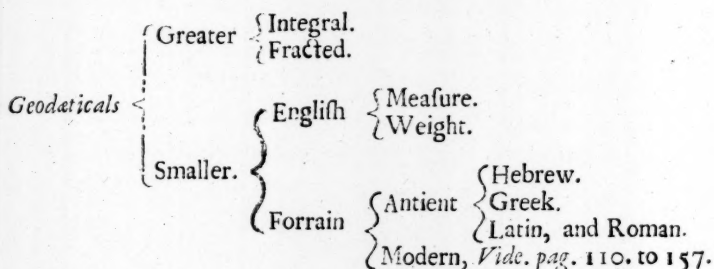 Greater Integral.
Fracted.
Geodæticals
English Meaſure.
Weight.
Smaller.
Hebrew.
Forrain Antient Greek.
Latin, and Roman.
Modern, Vide. pag. 110. to 157.